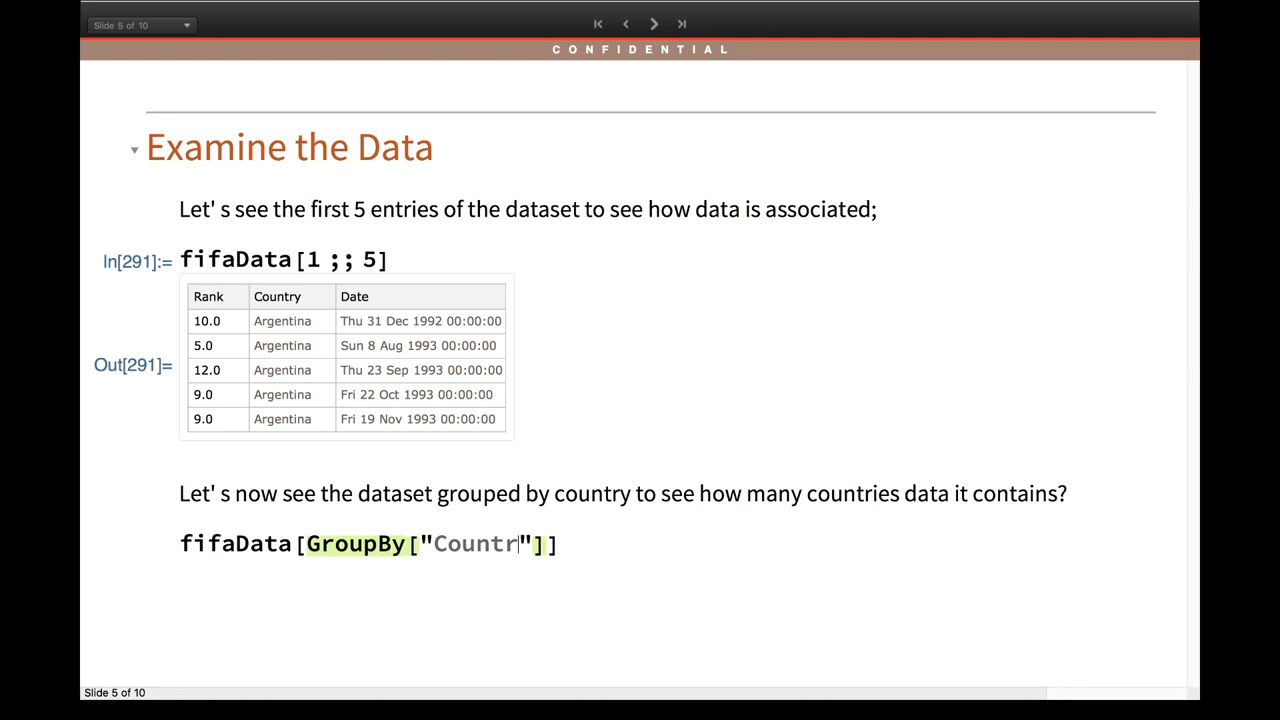 Slide 5 of 10
CONFIDENTIAL
Examine the Data
Let' s see the first 5 entries of the dataset to see how data is associated;
In[291]:= fifaData[1 ;; 5]
Rank Country Date
10.0 Argentina Thu 31 Dec 1992 00:00:00
5.0 Argentina Sun 8 Aug 1993 00:00:00
Out[291]=
12.0 Argentina Thu 23 Sep 1993 00:00:00
9.0 Argentina Fri 22 Oct 1993 00:00:00
9.0 Argentina Fri 19 Nov 1993 00:00:00
Let' s now see the dataset grouped by country to see how many countries data it contains?
fifaData[GroupBy["Countr"]]
Slide 5 of 10